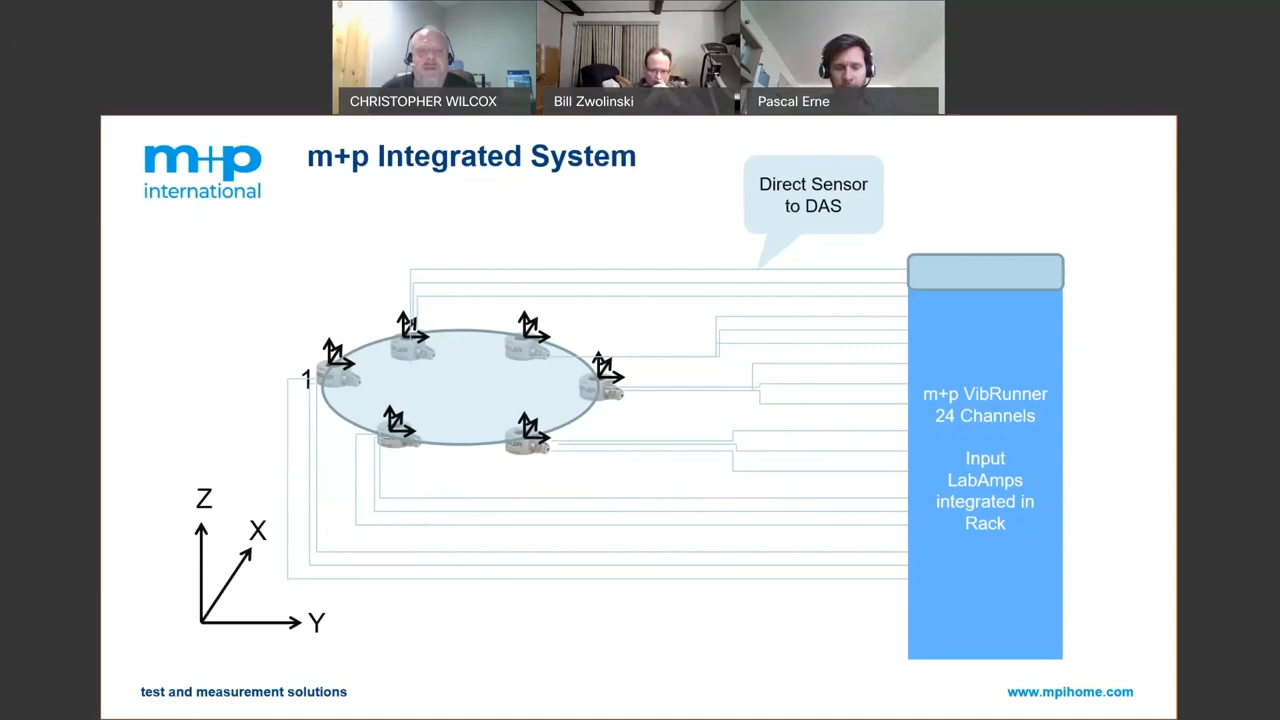 CHRISTOPHER WILCOX
Bill Zwolinski
Pascal Erne
m+p
international
m+p Integrated System
Direct Sensor
to DAS
1
m+p VibRunner
24 Channels
Input
LabAmps
integrated in
Rack
Z
X
Y
test and measurement solutions
www.mpihome.com